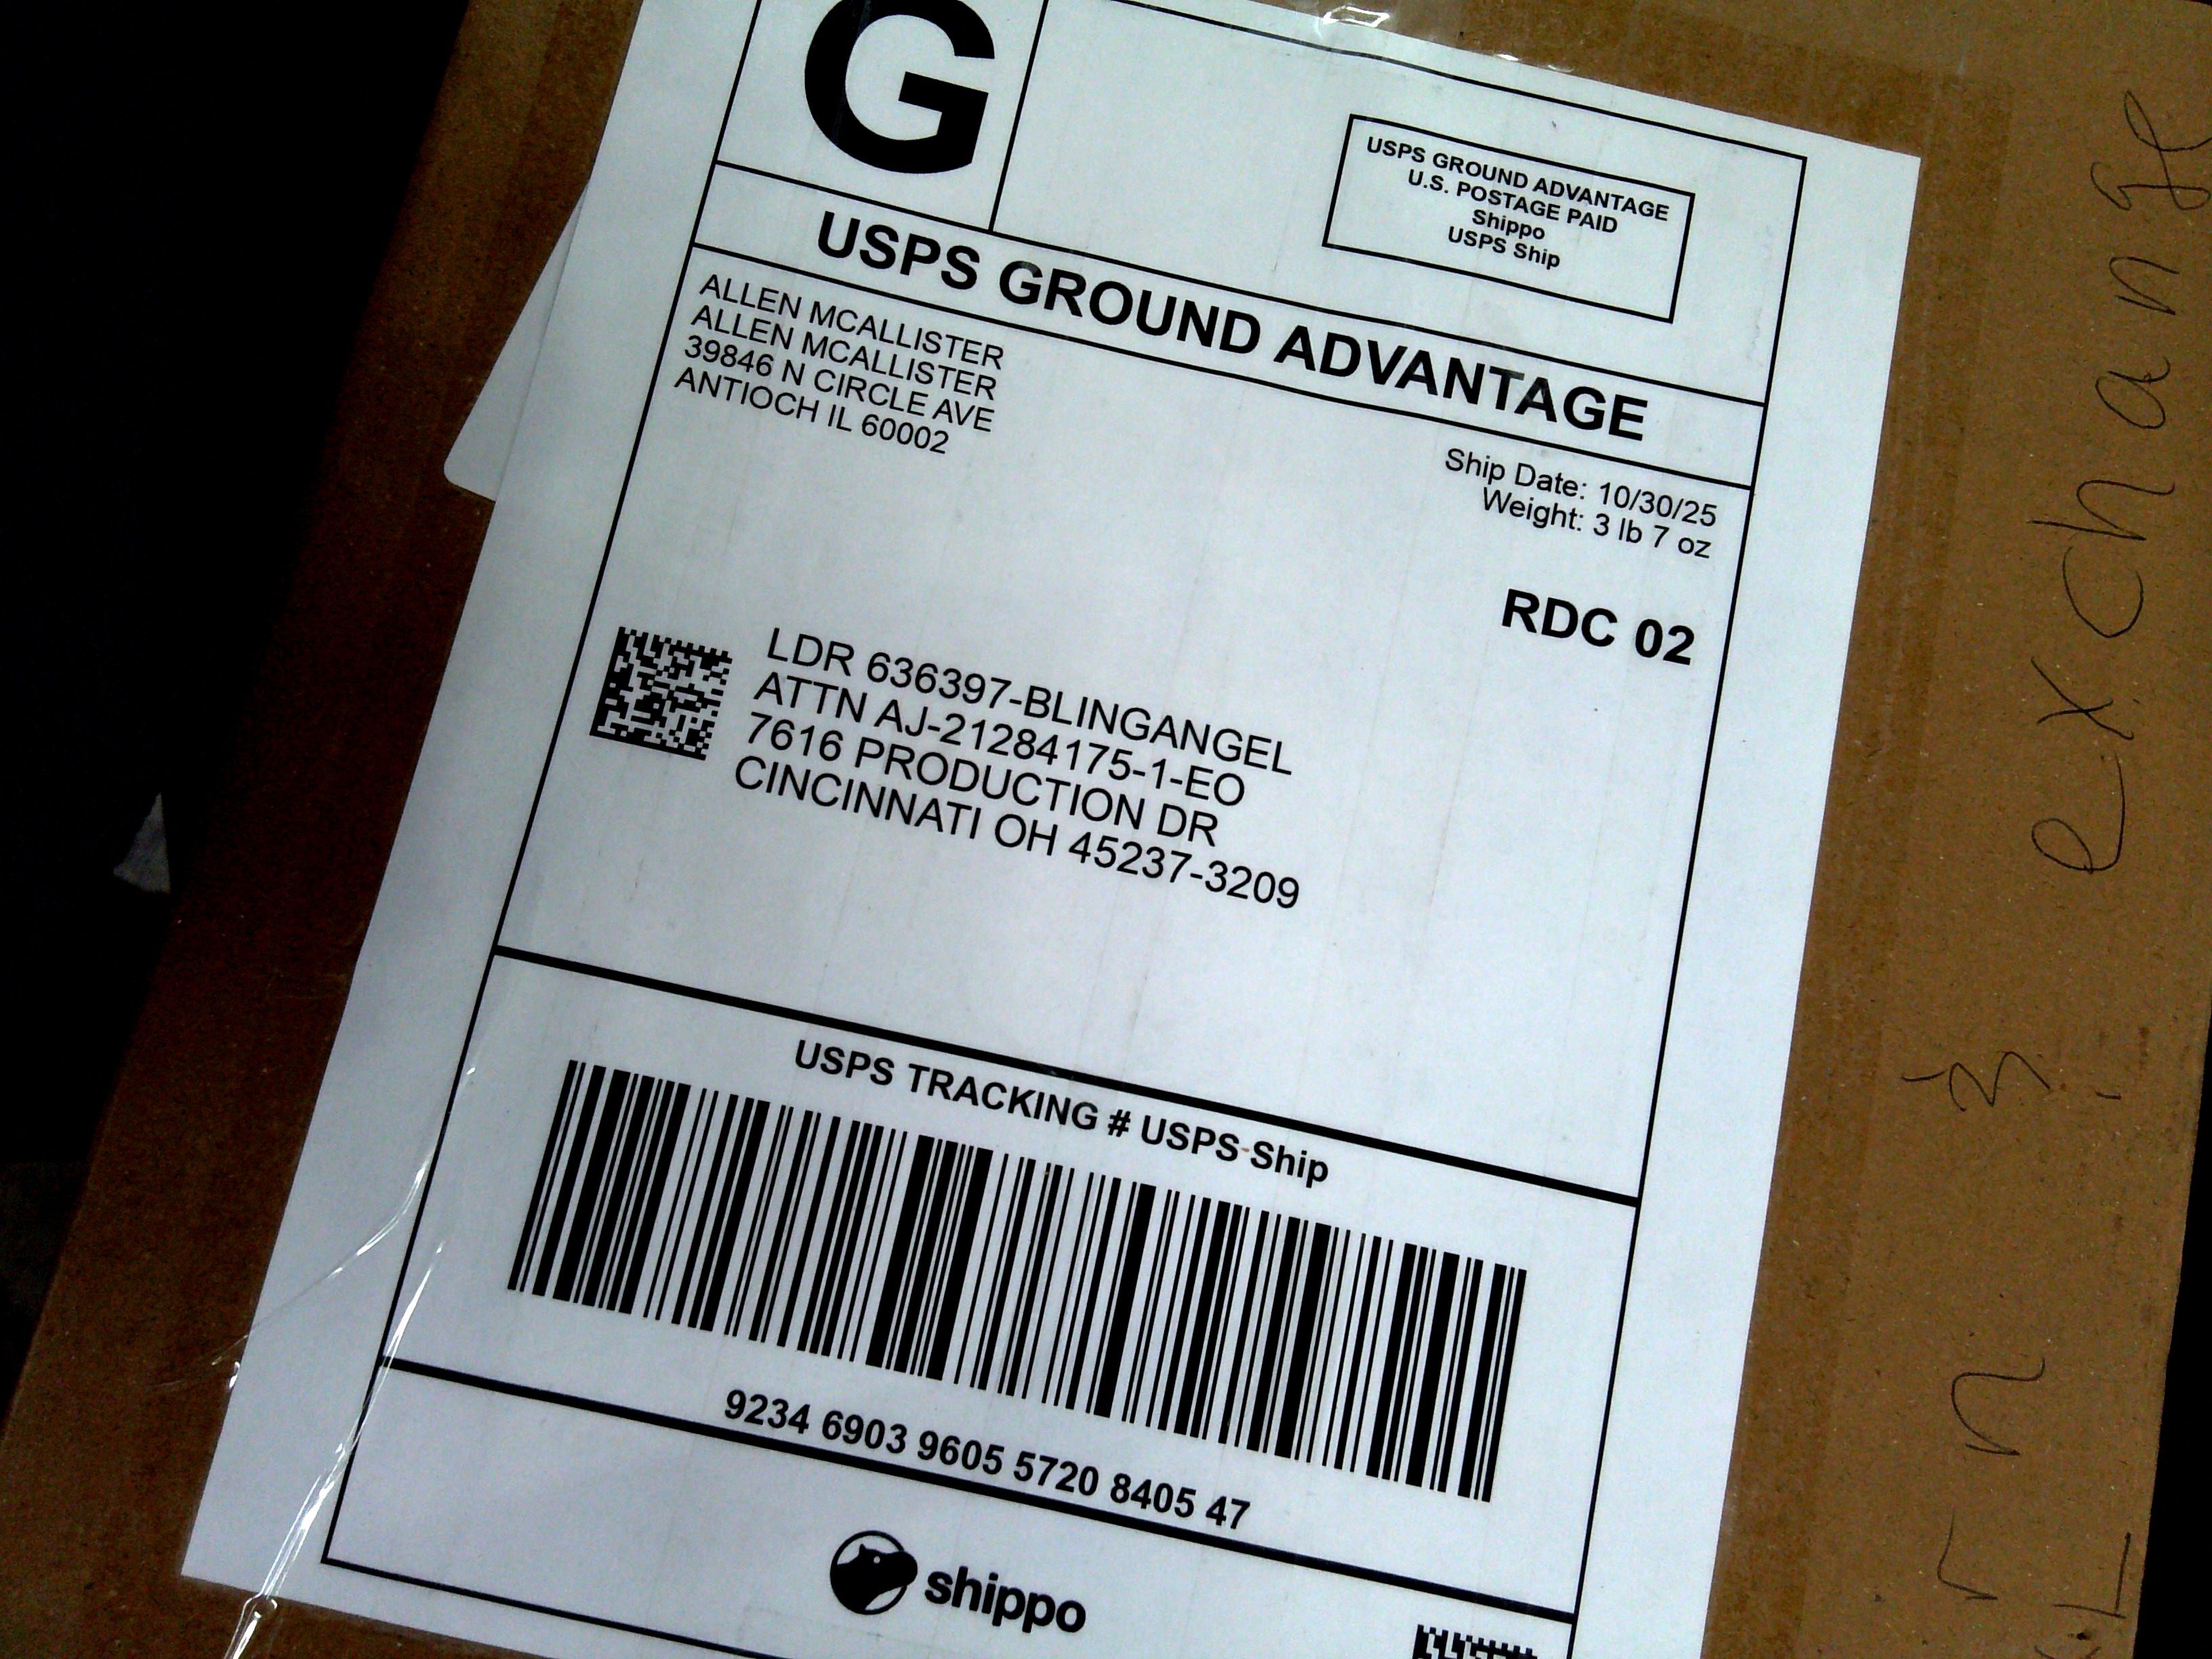 G
USPS GROUND ADVANTAGE
U.S. POSTAGE PAID
Shippo
USPS Ship
USPS GROUND ADVANTAGE
ALLEN MCALLISTER
ALLEN MCALLISTER
39846 N CIRCLE AVE
ANTIOCH IL 60002
Ship Date: 10/30/25
Weight: 3 lb 7 oz
RDC 02
LDR 636397-BLINGANGEL
ATTN AJ-21284175-1-EO
7616 PRODUCTION DR
CINCINNATI OH 45237-3209
USPS TRACKING # USPS Ship
9234 6903 9605 5720 8405 47
shippo
exchange